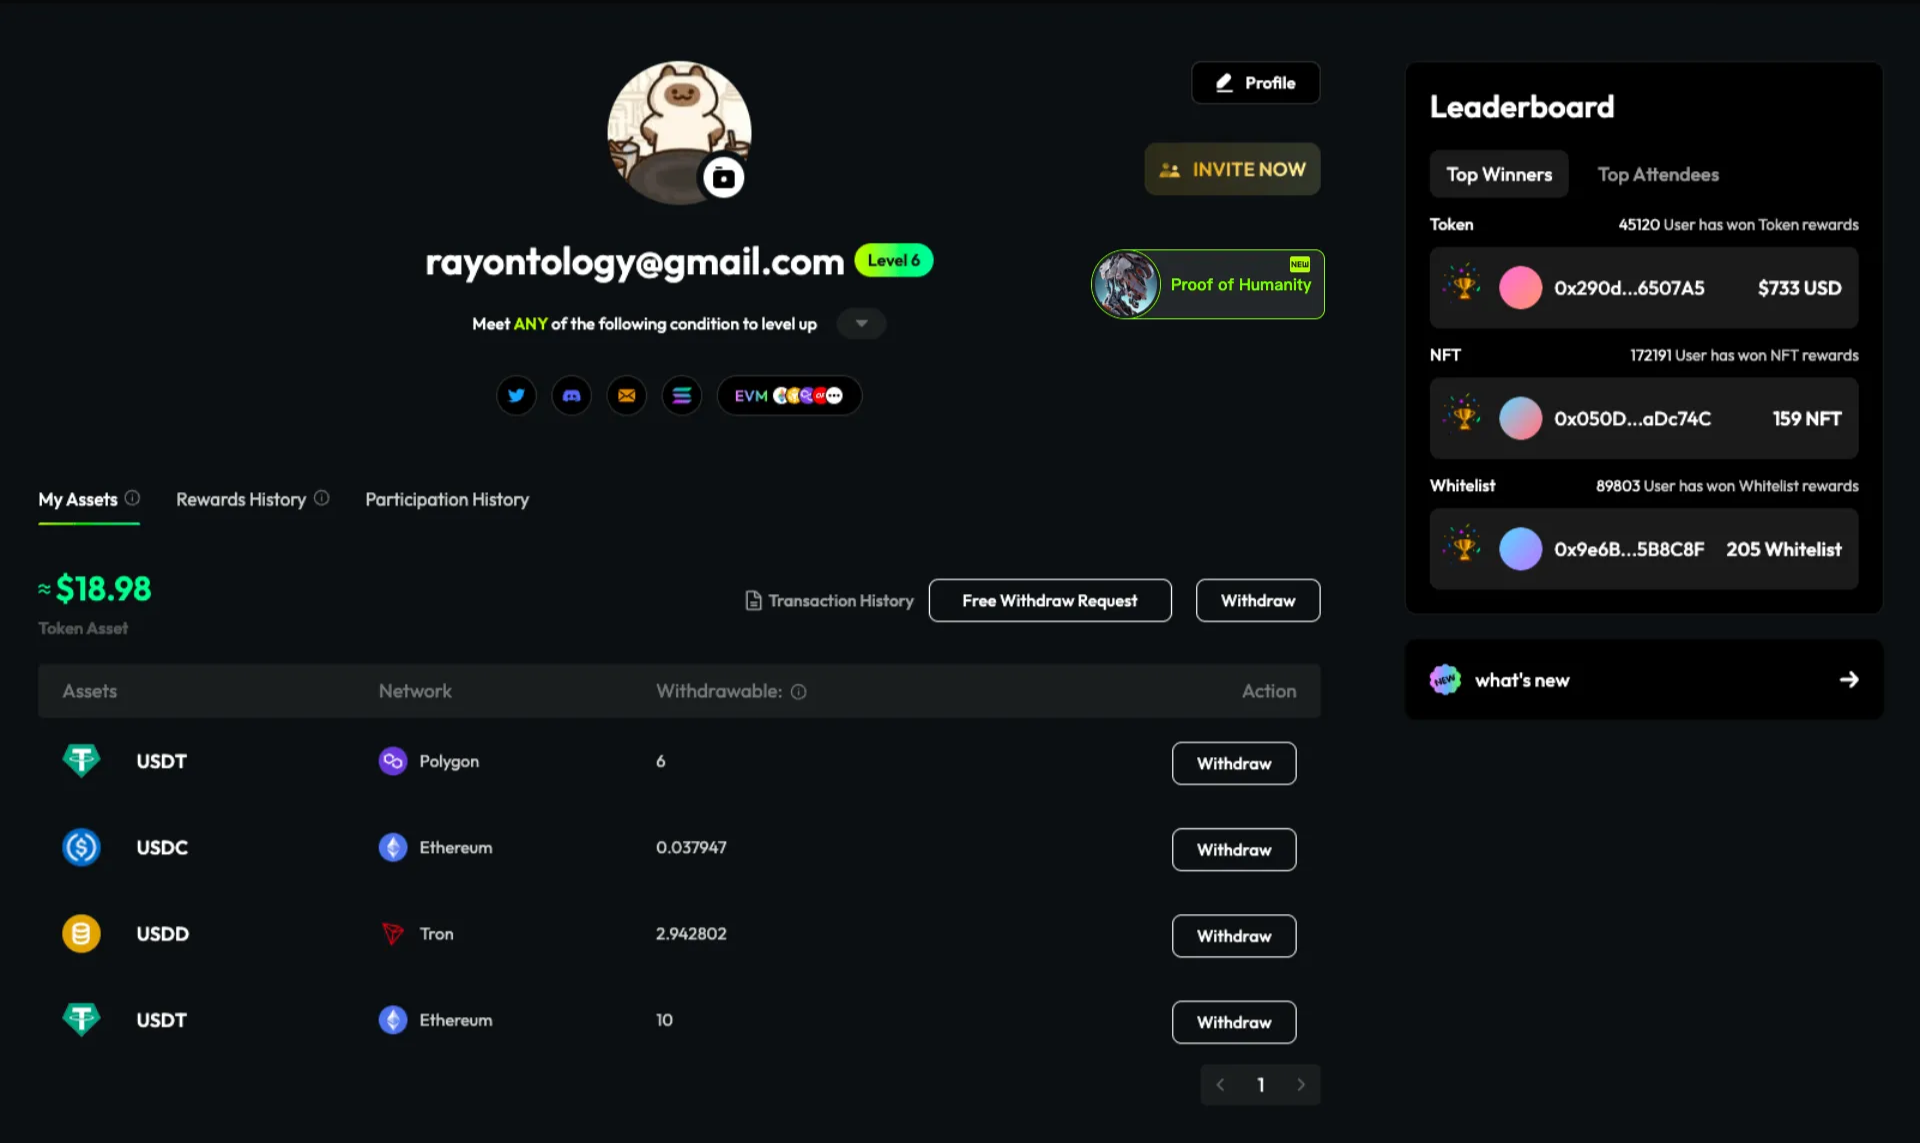 Profile
INVITE NOW
rayontology@gmail.com Level 6
NEW
Proof of Humanity
Meet ANY of the following condition to level up
EVM
My Assets
Rewards History
Participation History
≈ $18.98
Token Asset
Transaction History
Free Withdraw Request
Withdraw
Assets Network Withdrawable: Action
USDT Polygon 6 Withdraw
USDC Ethereum 0.037947 Withdraw
USDD Tron 2.942802 Withdraw
USDT Ethereum 10 Withdraw
1
Leaderboard
Top Winners Top Attendees
Token 45120 User has won Token rewards
0x290d...6507A5 $733 USD
NFT 172191 User has won NFT rewards
0x050D...aDc74C 159 NFT
Whitelist 89803 User has won Whitelist rewards
0x9e6B...5B8C8F 205 Whitelist
NEW what's new